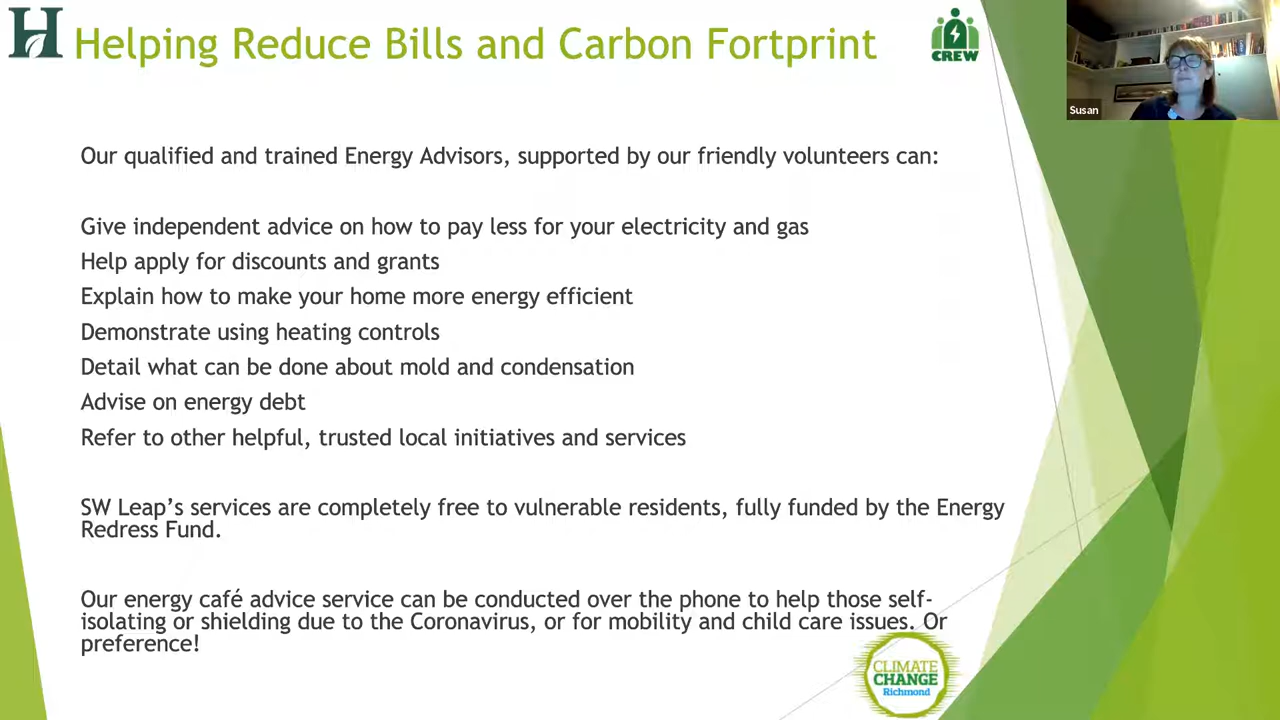 H Helping Reduce Bills and Carbon Fortprint
CREW
Susan
Our qualified and trained Energy Advisors, supported by our friendly volunteers can:
Give independent advice on how to pay less for your electricity and gas
Help apply for discounts and grants
Explain how to make your home more energy efficient
Demonstrate using heating controls
Detail what can be done about mold and condensation
Advise on energy debt
Refer to other helpful, trusted local initiatives and services
SW Leap’s services are completely free to vulnerable residents, fully funded by the Energy
Redress Fund.
Our energy café advice service can be conducted over the phone to help those self-
isolating or shielding due to the Coronavirus, or for mobility and child care issues. Or
preference!
CLIMATE
CHANGE
Richmond